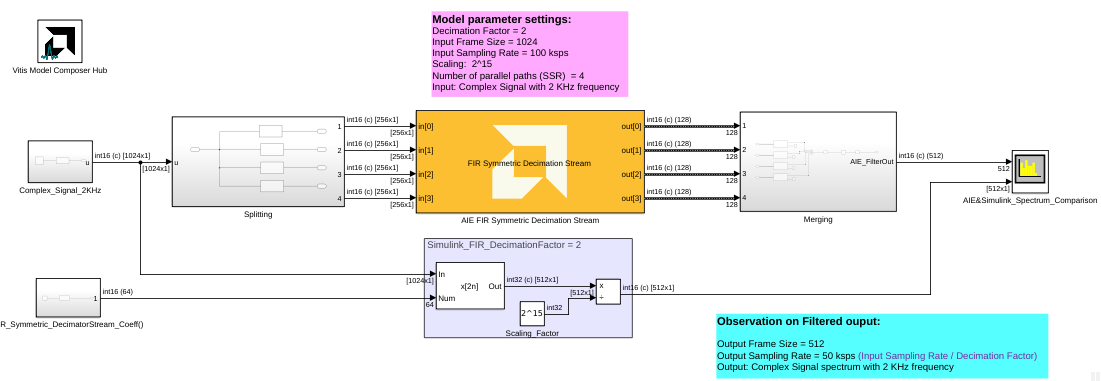 Model parameter settings:
Decimation Factor = 2
Input Frame Size = 1024
Input Sampling Rate = 100 ksps
Scaling:  2^15
Number of parallel paths (SSR)  = 4
Input: Complex Signal with 2 KHz frequency
Vitis Model Composer Hub
u
Complex_Signal_2KHz
int16 (c) [1024x1]
[1024x1]
u
1
2
3
4
Splitting
int16 (c) [256x1]
[256x1]
int16 (c) [256x1]
[256x1]
int16 (c) [256x1]
[256x1]
int16 (c) [256x1]
[256x1]
in[0]
in[1]
in[2]
in[3]
FIR Symmetric Decimation Stream
out[0]
out[1]
out[2]
out[3]
AIE FIR Symmetric Decimation Stream
int16 (c) (128)
128
int16 (c) (128)
128
int16 (c) (128)
128
int16 (c) (128)
128
1
2
3
4
AIE_FilterOut
Merging
int16 (c) (512)
512
[512x1]
AIE&Simulink_Spectrum_Comparison
Simulink_FIR_DecimationFactor = 2
[1024x1]
In
x[2n]
Out
Num
64
int32 (c) [512x1]
[512x1]
x
÷
int16 (c) [512x1]
2^15
int32
Scaling_Factor
1
int16 (64)
R_Symmetric_DecimatorStream_Coeff()
Observation on Filtered ouput:
Output Frame Size = 512
Output Sampling Rate = 50 ksps (Input Sampling Rate / Decimation Factor)
Output: Complex Signal spectrum with 2 KHz frequency